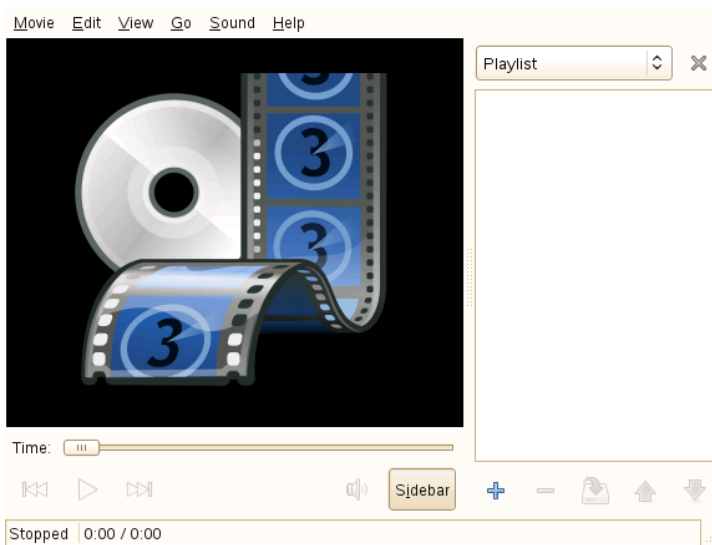 Movie Edit View Go Sound Help
Playlist
3
3
3
3
Time:
Sidebar
Stopped 0:00 / 0:00